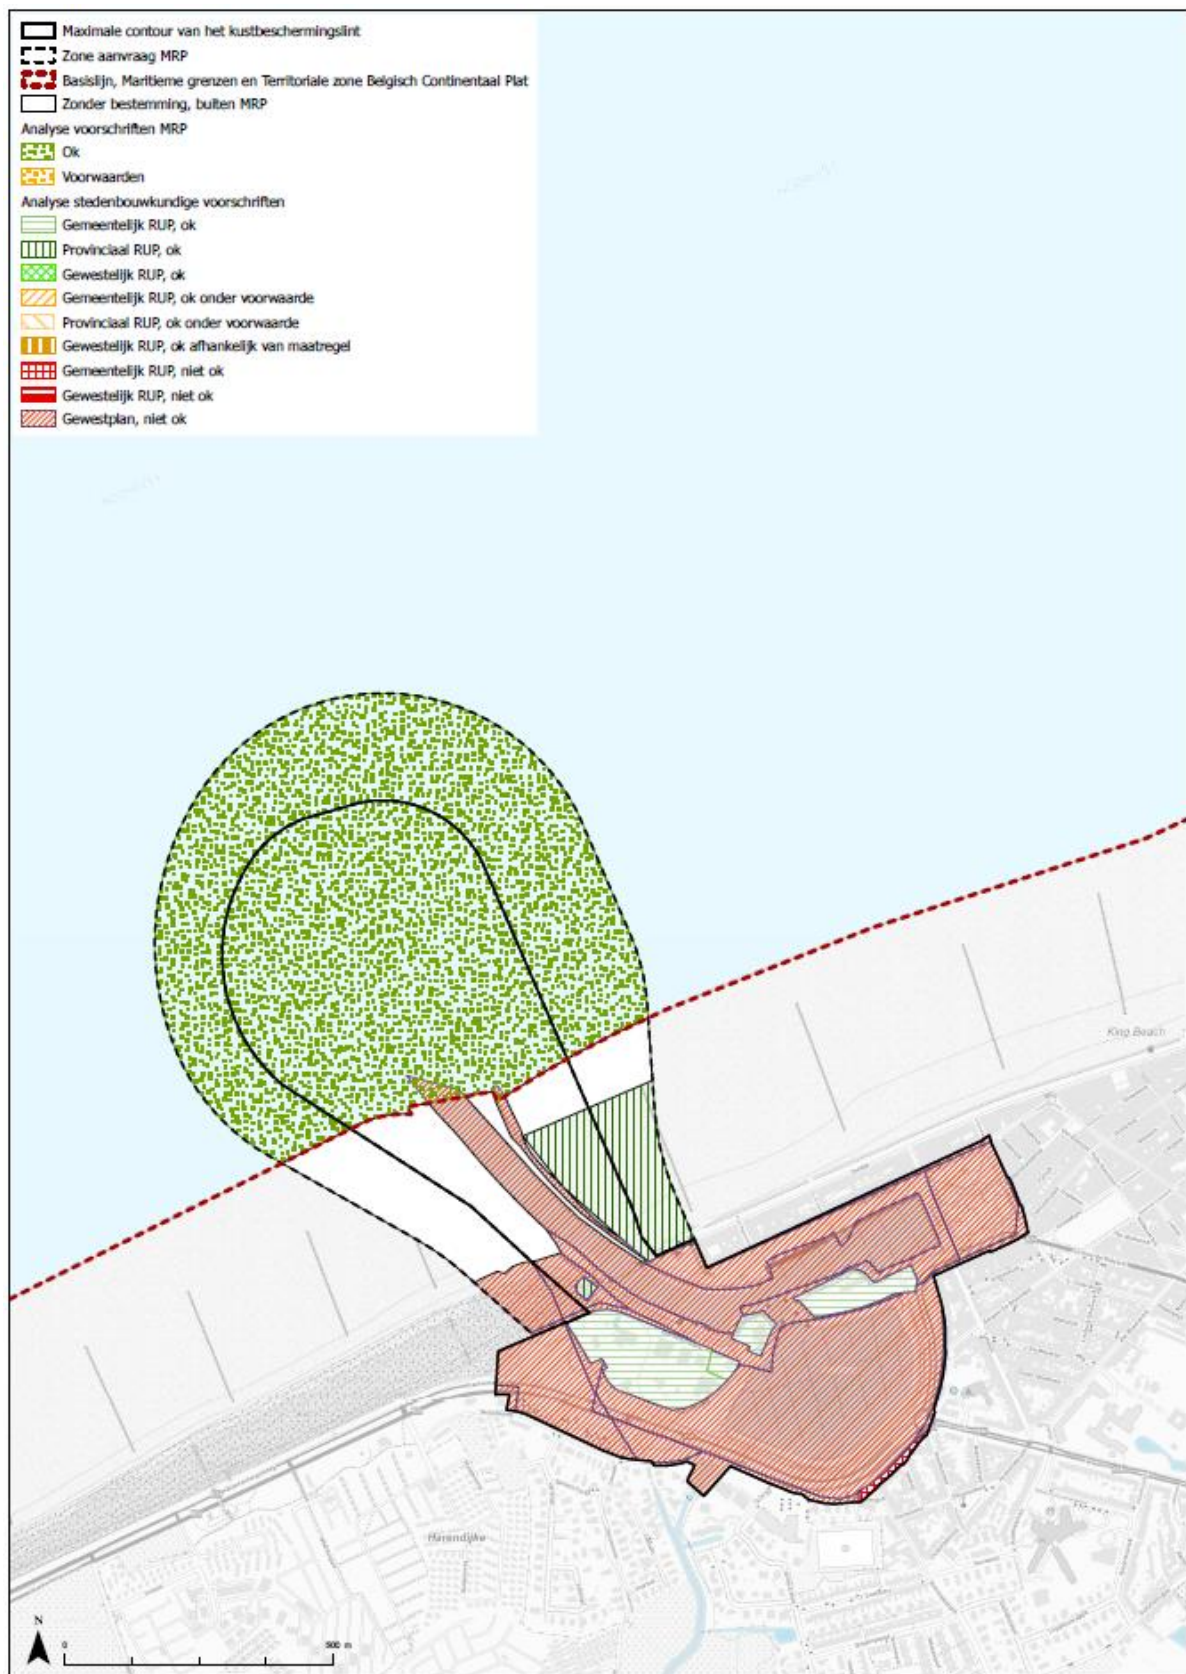 Maximale contour van het kustbeschermingslint
Zone aanvraag MRP
Basislijn, Maritieme grenzen en Territoriale zone Belgisch Continentaal Plat
Zonder bestemming, buiten MRP
Analyse voorschriften MRP
Ok
Voorwaarden
Analyse stedenbouwkundige voorschriften
Gemeentelijk RUP, ok
Provinciaal RUP, ok
Gewestelijk RUP, ok
Gemeentelijk RUP, ok onder voorwaarde
Provinciaal RUP, ok onder voorwaarde
Gewestelijk RUP, ok afhankelijk van maatregel
Gemeentelijk RUP, niet ok
Gewestelijk RUP, niet ok
Gewestplan, niet ok
King Beach
Harendijke
N
0
500 m